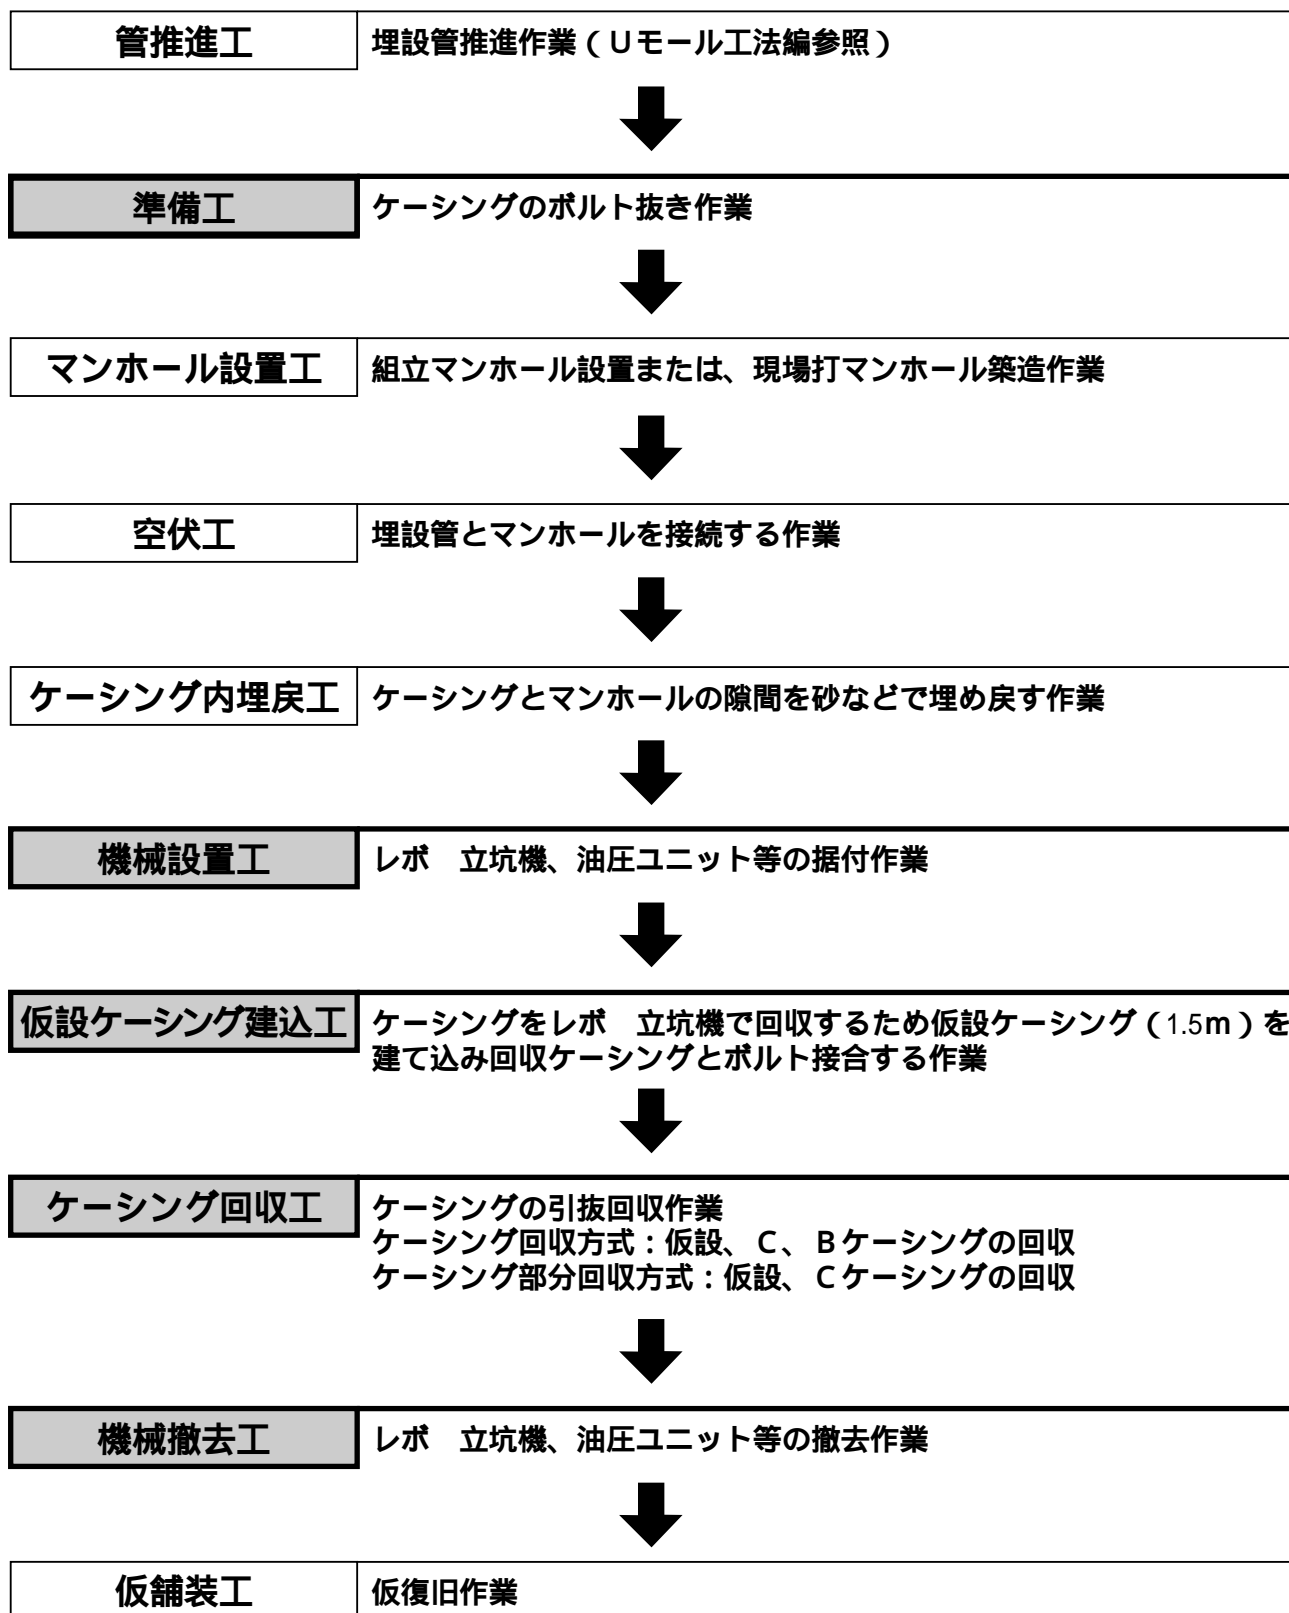 管推進工
埋設管推進作業（Ｕモール工法編参照）
準備工
ケーシングのボルト抜き作業
マンホール設置工
組立マンホール設置または、現場打マンホール築造作業
空伏工
埋設管とマンホールを接続する作業
ケーシング内埋戻工
ケーシングとマンホールの隙間を砂などで埋め戻す作業
機械設置工
レボ　立坑機、油圧ユニット等の据付作業
仮設ケーシング建込工
ケーシングをレボ　立坑機で回収するため仮設ケーシング（1.5ｍ）を
建て込み回収ケーシングとボルト接合する作業
ケーシング回収工
ケーシングの引抜回収作業
ケーシング回収方式：仮設、Ｃ、Ｂケーシングの回収
ケーシング部分回収方式：仮設、Ｃケーシングの回収
機械撤去工
レボ　立坑機、油圧ユニット等の撤去作業
仮舗装工
仮復旧作業